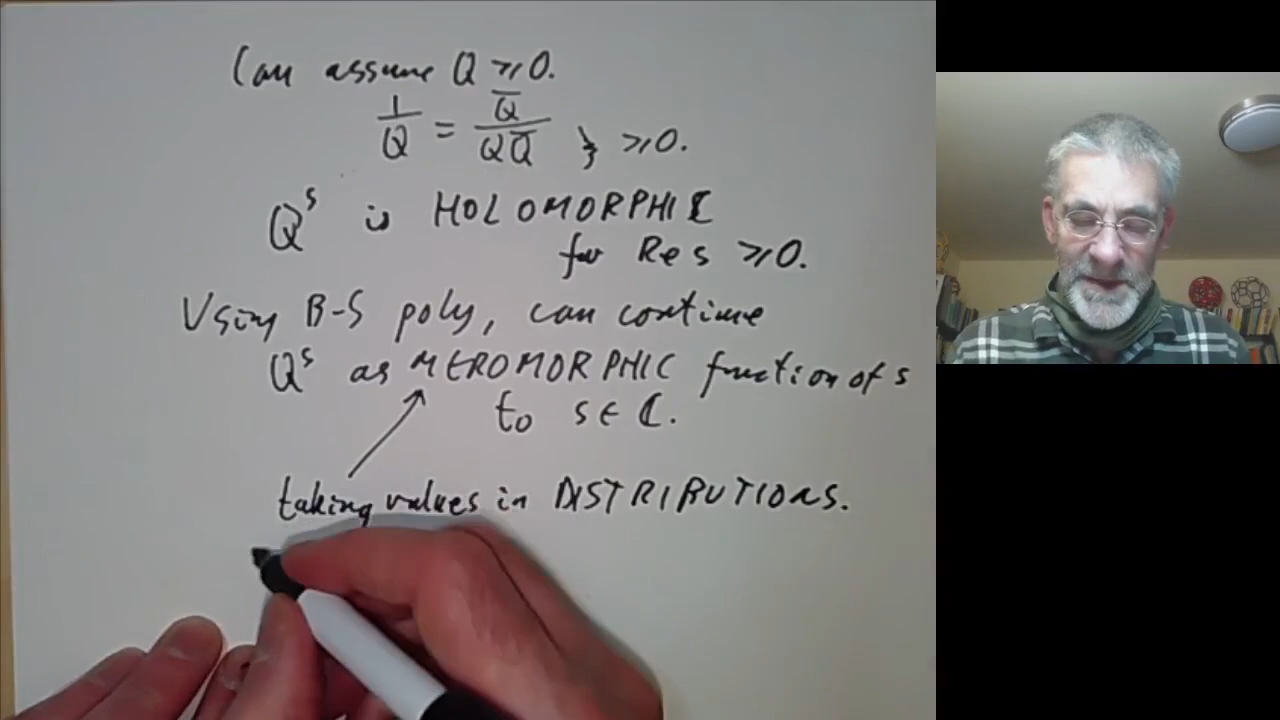 Can assume Q ⩾ 0.
1/Q = Q̄/QQ̄ } ⩾ 0.
Q^s is HOLOMORPHIC
for Re s ⩾ 0.
Using B-S poly, can continue
Q^s as MEROMORPHIC function of s
to s ∈ ℂ.
taking values in DISTRIBUTIONS.